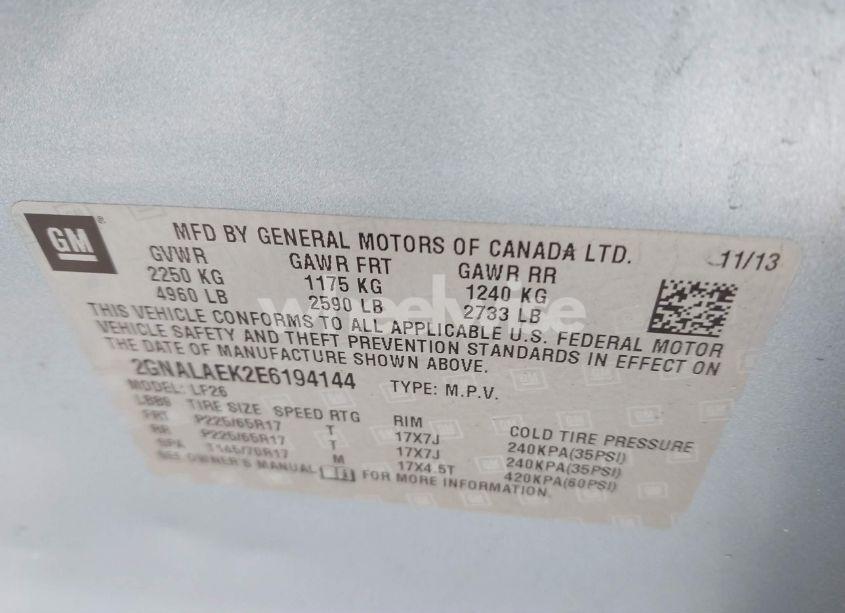 GM
MFD BY GENERAL MOTORS OF CANADA LTD. 11/13
GVWR GAWR FRT GAWR RR
2250 KG 1175 KG 1240 KG
4960 LB 2590 LB 2733 LB
THIS VEHICLE CONFORMS TO ALL APPLICABLE U.S. FEDERAL MOTOR
VEHICLE SAFETY AND THEFT PREVENTION STANDARDS IN EFFECT ON
THE DATE OF MANUFACTURE SHOWN ABOVE.
2GNALAEK2E6194144 TYPE: M.P.V.
MODEL: LF26
LBB6 TIRE SIZE SPEED RTG RIM COLD TIRE PRESSURE
FRT P225/65R17 T 17X7J 240KPA(35PSI)
RR P225/65R17 T 17X7J 240KPA(35PSI)
SPA T145/70R17 M 17X4.5T 420KPA(60PSI)
SEE OWNER'S MANUAL FOR MORE INFORMATION.
wheelwise